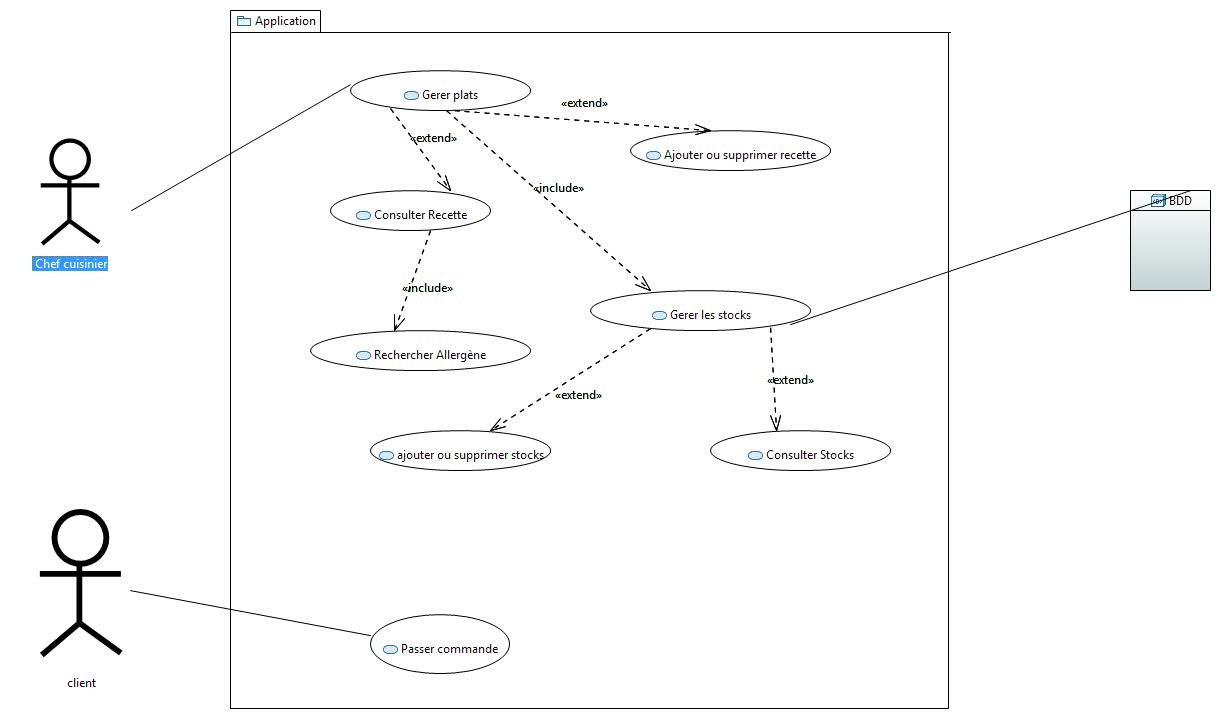 Application
Gerer plats
«extend»
«extend»
Ajouter ou supprimer recette
«include»
BDD
Consulter Recette
Chef cuisinier
«include»
Gerer les stocks
Rechercher Allergène
«extend»
«extend»
ajouter ou supprimer stocks
Consulter Stocks
Passer commande
client